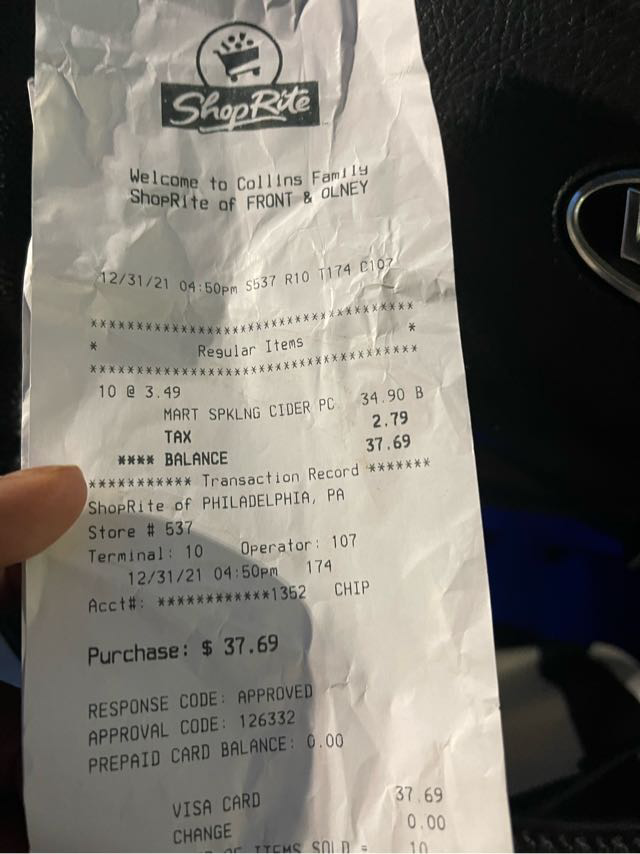 ShopRite
Welcome to Collins Family
ShopRite of FRONT & OLNEY
12/31/21 04:50pm S537 R10 T174 C107
****************************************
* Regular Items *
****************************************
10 @ 3.49
MART SPKLNG CIDER PC 34.90 B
TAX 2.79
**** BALANCE 37.69
*********** Transaction Record *******
ShopRite of PHILADELPHIA, PA
Store # 537
Terminal: 10 Operator: 107
12/31/21 04:50pm 174
Acct#: ************1352 CHIP
Purchase: $ 37.69
RESPONSE CODE: APPROVED
APPROVAL CODE: 126332
PREPAID CARD BALANCE: 0.00
VISA CARD 37.69
CHANGE 0.00
OF ITEMS SOLD = 10